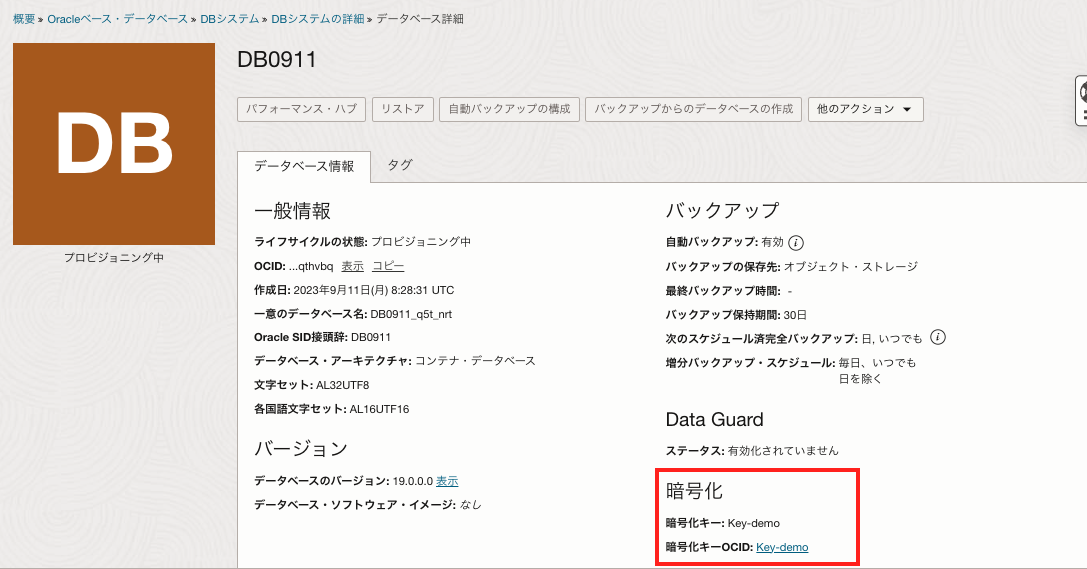 概要 » Oracleベース・データベース » DBシステム » DBシステムの詳細 » データベース詳細
DB
プロビジョニング中
DB0911
パフォーマンス・ハブ リストア 自動バックアップの構成 バックアップからのデータベースの作成 他のアクション
データベース情報 タグ
一般情報
ライフサイクルの状態: プロビジョニング中
OCID: ...qthvbq 表示 コピー
作成日: 2023年9月11日(月) 8:28:31 UTC
一意のデータベース名: DB0911_q5t_nrt
Oracle SID接頭辞: DB0911
データベース・アーキテクチャ: コンテナ・データベース
文字セット: AL32UTF8
各国語文字セット: AL16UTF16
バージョン
データベースのバージョン: 19.0.0.0 表示
データベース・ソフトウェア・イメージ: なし
バックアップ
自動バックアップ: 有効
バックアップの保存先: オブジェクト・ストレージ
最終バックアップ時間: -
バックアップ保持期間: 30日
次のスケジュール済完全バックアップ: 日, いつでも
増分バックアップ・スケジュール: 毎日、いつでも
日を除く
Data Guard
ステータス: 有効化されていません
暗号化
暗号化キー: Key-demo
暗号化キーOCID: Key-demo